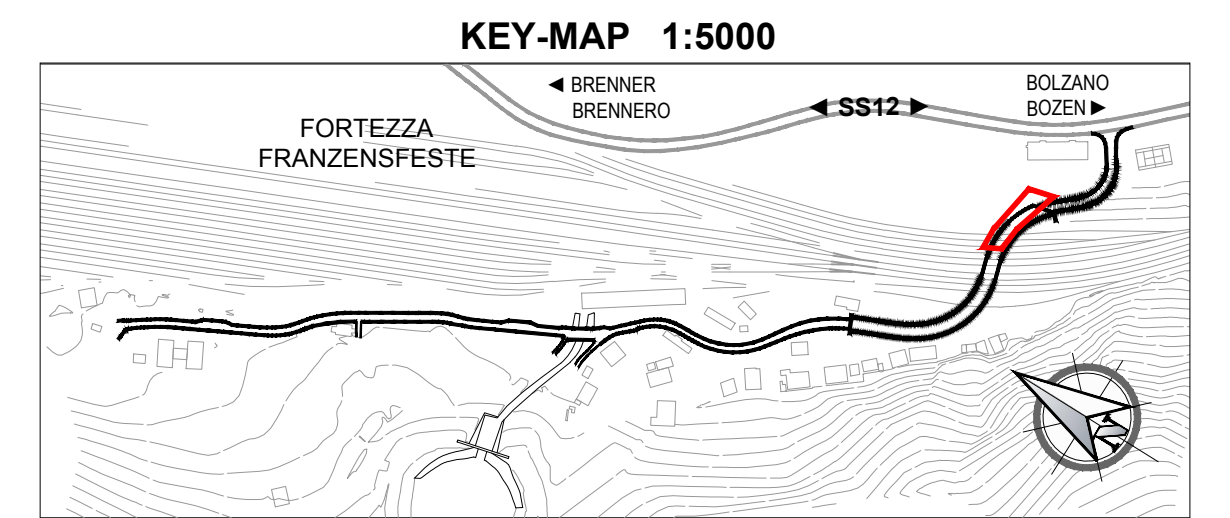 KEY-MAP 1:5000
◄ BRENNER
BRENNERO
◄ SS12 ►
BOLZANO
BOZEN ►
FORTEZZA
FRANZENSFESTE